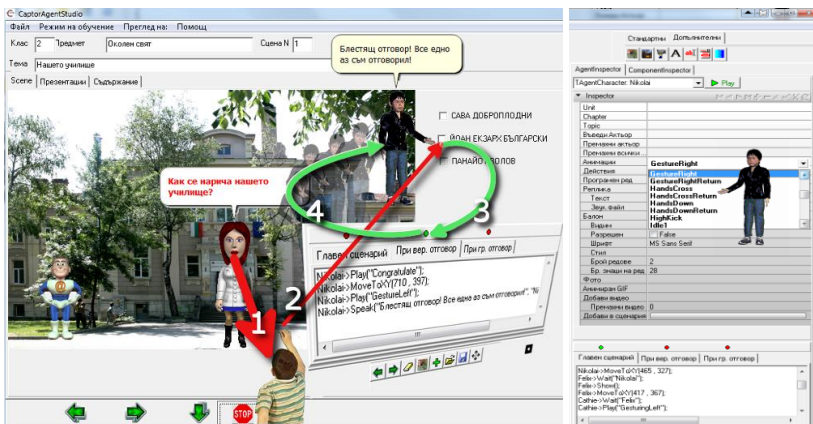 CaptorAgentStudio
Файл Режим на обучение Преглед на: Помощ
Клас 2 Предмет Околен свят Сцена N 1
Тема Нашето училище
Scene Презентации Съдържание
Блестящ отговор! Все едно
аз съм отговорил!
САВА ДОБРОПЛОДНИ
ЙОАН ЕКЗАРХ БЪЛГАРСКИ
ПАНАЙОТ ВОЛОВ
Как се нарича нашето
училище?
4
3
2
1
Главен сценарий При вер. отговор При гр. отговор
Nikolai->Play("Congratulate");
Nikolai->MoveToXY(710 , 397);
Nikolai->Play("GestureLeft");
Nikolai->Speak("Блестящ отговор! Все едно аз съм отговорил!", "Ni
STOP
Стандартни Допълнителни
AgentInspector ComponentInspector
TAgentCharacter: Nikolai Play
Inspector
Unit
Chapter
Topic
Въведи Актьор
Премахни актьор
Премахни всички
Анимации GestureRight
Действия GestureRight
Програмен ред GestureRightReturn
Реплика HandsCross
Текст HandsCrossReturn
Звук. файл HandsDown
Балон HandsDownReturn
HighKick
Видим Idle1
Разрешен False
Шрифт MS Sans Serif
Стил
Брой редове 2
Бр. знаци на ред 28
Фото
Анимиран GIF
Добави видео
Премахни видео 0
Добави в сценария
Главен сценарий При вер. отговор При гр. отговор
Nikolai->MoveToXY(465 , 327);
Felix->Wait("Nikolai");
Felix->Show();
Felix->MoveToXY(417 , 367);
Cathie->Wait("Felix");
Cathie->Play("GesturingLeft");